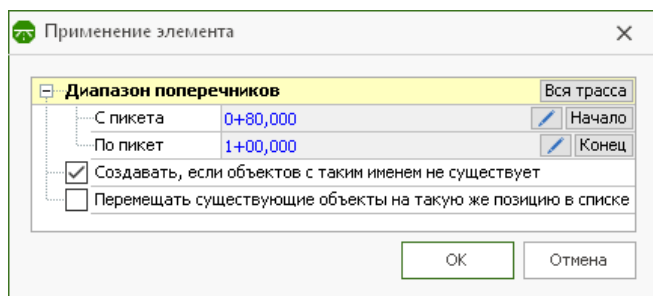 Применение элемента
Диапазон поперечников Вся трасса
С пикета 0+80,000 Начало
По пикет 1+00,000 Конец
Создавать, если объектов с таким именем не существует
Перемещать существующие объекты на такую же позицию в списке
ОК Отмена